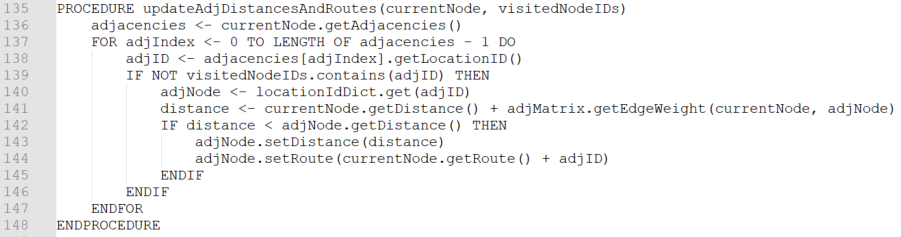 135 PROCEDURE updateAdjDistancesAndRoutes(currentNode, visitedNodeIDs)
136     adjacencies <- currentNode.getAdjacencies()
137     FOR adjIndex <- 0 TO LENGTH OF adjacencies - 1 DO
138         adjID <- adjacencies[adjIndex].getLocationID()
139         IF NOT visitedNodeIDs.contains(adjID) THEN
140             adjNode <- locationIdDict.get(adjID)
141             distance <- currentNode.getDistance() + adjMatrix.getEdgeWeight(currentNode, adjNode)
142             IF distance < adjNode.getDistance() THEN
143                 adjNode.setDistance(distance)
144                 adjNode.setRoute(currentNode.getRoute() + adjID)
145             ENDIF
146         ENDIF
147     ENDFOR
148 ENDPROCEDURE